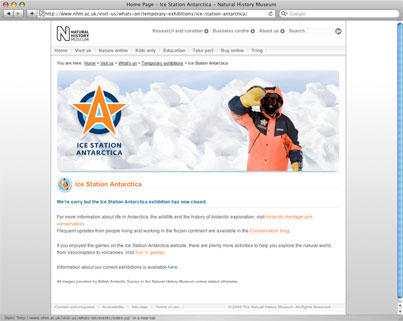 Home Page - Ice Station Antarctica - Natural History Museum
http://www.nhm.ac.uk/visit-us/whats-on/temporary-exhibitions/ice-station-antarctica/
Google
N NATURAL HISTORY MUSEUM
Research and curation
Business centre
About us
Search
Home
Visit us
Nature online
Kids only
Education
Take part
Buy online
Tring
You are here: Home > Visit us > What's on > Temporary exhibitions > Ice Station Antarctica
ICE STATION
ANTARCTICA
Ice Station Antarctica
We're sorry but the Ice Station Antarctica exhibition has now closed.
For more information about life in Antarctica, the wildlife and the history of Antarctic exploration, visit Antarctic Heritage and
conservation.
Frequent updates from people living and working in the frozen continent are available in the Conservators' blog.
If you enjoyed the games on the Ice Station Antarctica website, there are plenty more activities to help you explore the natural world,
from Velociraptors to volcanoes. Visit Fun
games.
Information about our current exhibitions is available here.
All images provided by British Antarctic Survey or the Natural History Museum unless stated otherwise.
Contact and enquiries
Accessibility
Site map
Terms of use
The Natural History Museum. All Rights Reserved
Open "http://www.nhm.ac.uk/visit-us/whats-on/events/index.jsp" in a new tab